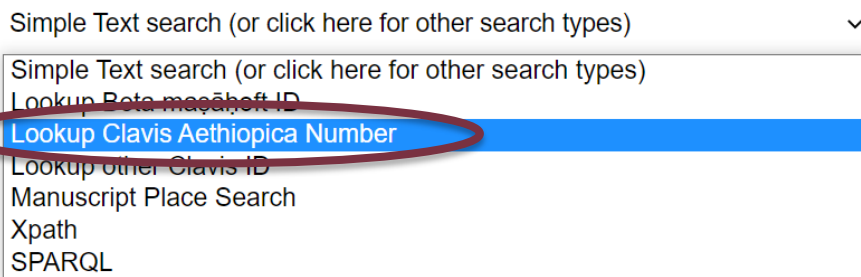 Simple Text search (or click here for other search types)
Simple Text search (or click here for other search types)
Lookup Beta maṣāḥǝft ID
Lookup Clavis Aethiopica Number
Lookup other Clavis ID
Manuscript Place Search
Xpath
SPARQL